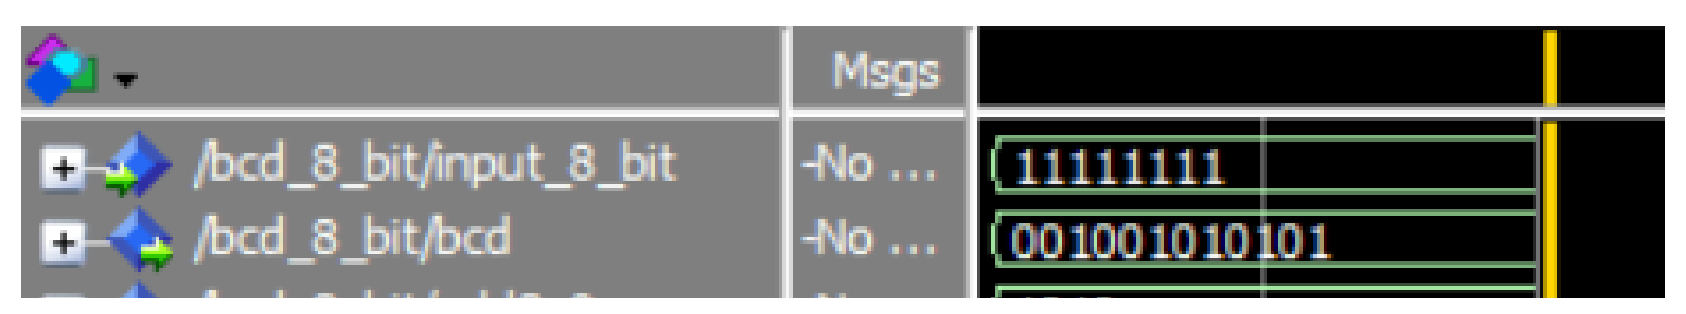 Msgs
/bcd_8_bit/input_8_bit -No ... 11111111
/bcd_8_bit/bcd -No ... 001001010101